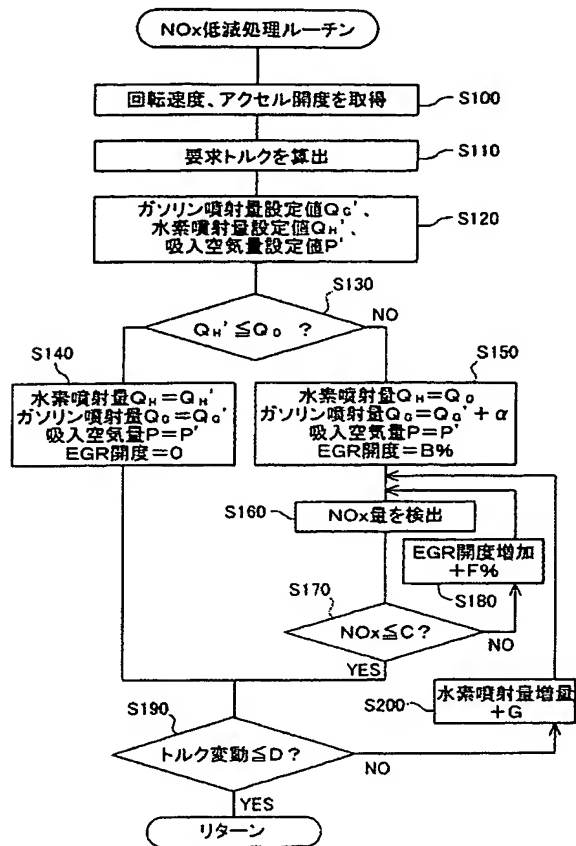 NOx低減処理ルーチン
回転速度、アクセル開度を取得
S100
要求トルクを算出
S110
ガソリン噴射量設定値QG'、
水素噴射量設定値QH'、
吸入空気量設定値P'
S120
S130
QH'≦QD ?
NO
S140
水素噴射量QH=QH'
ガソリン噴射量QG=QG'
吸入空気量P=P'
EGR開度=0
S150
水素噴射量QH=QD
ガソリン噴射量QG=QG'+α
吸入空気量P=P'
EGR開度=B%
S160
NOx量を検出
EGR開度増加
+F%
S180
S170
NOx≦C?
NO
YES
水素噴射量増量
+G
S200
S190
トルク変動≦D?
NO
YES
リターン